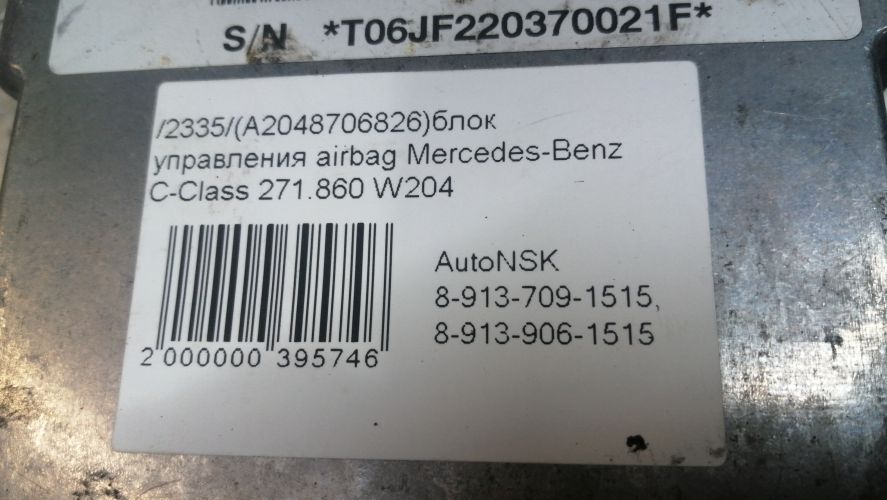 S/N *T06JF220370021F*
/2335/(A2048706826)блок
управления airbag Mercedes-Benz
C-Class 271.860 W204
AutoNSK
8-913-709-1515,
8-913-906-1515
2 000000 395746